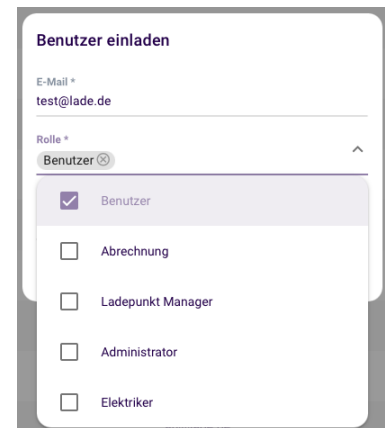 Benutzer einladen
E-Mail *
test@lade.de
Rolle *
Benutzer
Benutzer
Abrechnung
Ladepunkt Manager
Administrator
Elektriker